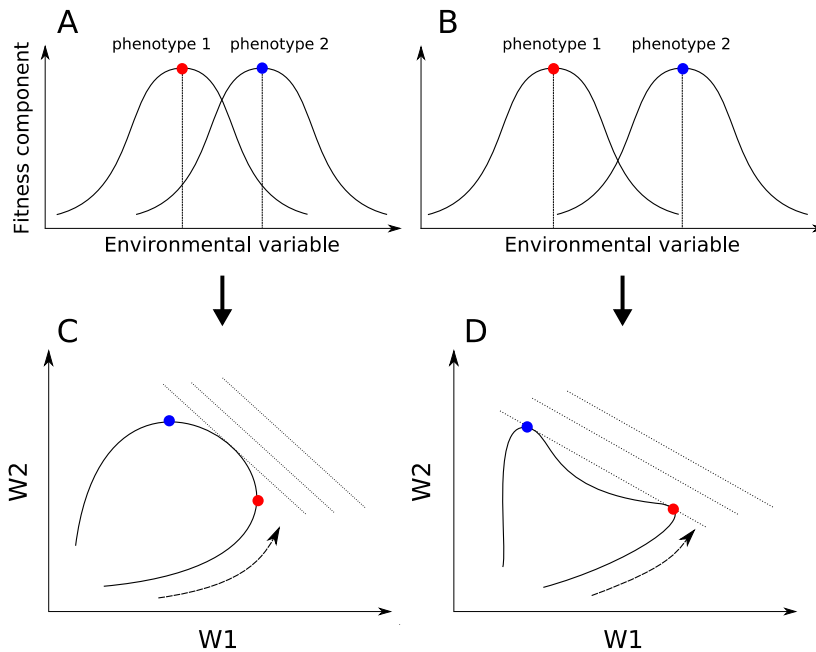 A
B
phenotype 1
phenotype 2
phenotype 1
phenotype 2
Fitness component
Environmental variable
Environmental variable
C
D
W2
W2
W1
W1